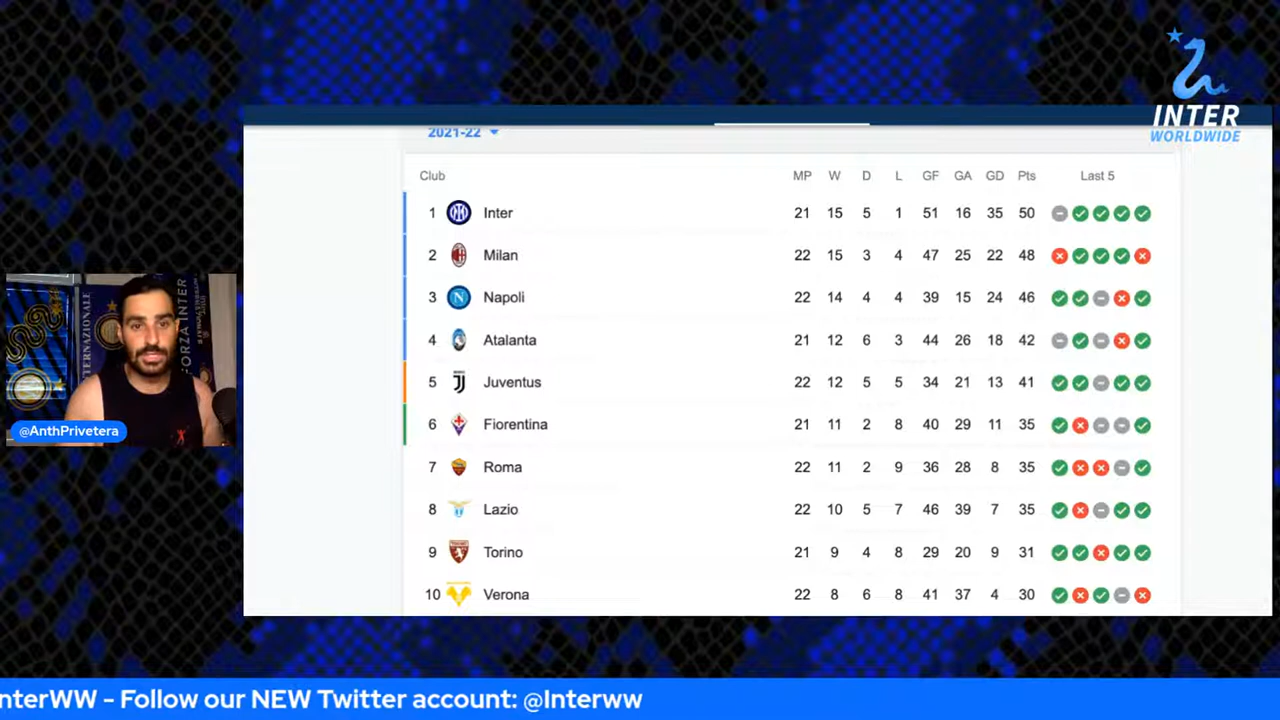 INTER
WORLDWIDE
2021-22
Club MP W D L GF GA GD Pts Last 5
1 Inter 21 15 5 1 51 16 35 50
2 Milan 22 15 3 4 47 25 22 48
3 Napoli 22 14 4 4 39 15 24 46
4 Atalanta 21 12 6 3 44 26 18 42
5 Juventus 22 12 5 5 34 21 13 41
6 Fiorentina 21 11 2 8 40 29 11 35
7 Roma 22 11 2 9 36 28 8 35
8 Lazio 22 10 5 7 46 39 7 35
9 Torino 21 9 4 8 29 20 9 31
10 Verona 22 8 6 8 41 37 4 30
FORZA INTER
@AnthPrivetera
nterWW - Follow our NEW Twitter account: @Interww